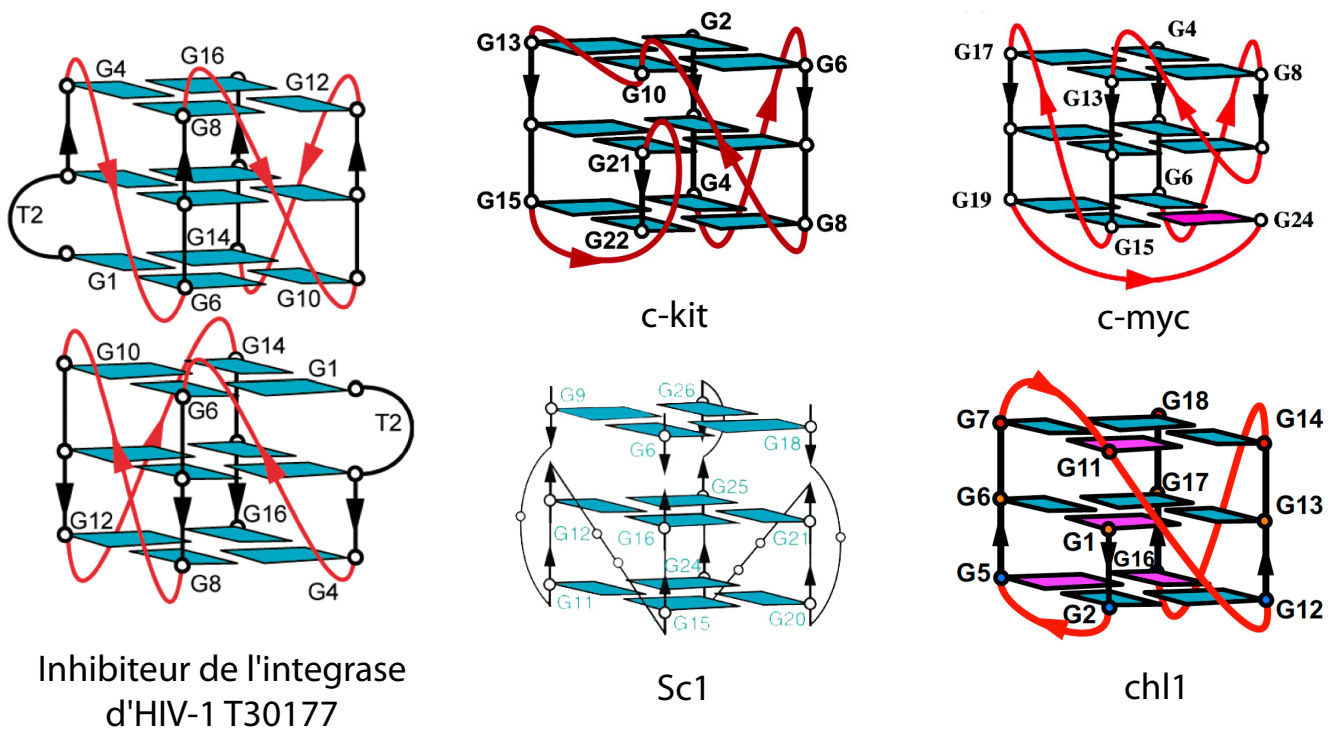 G4
G16
G12
G8
T2
G14
G1
G6
G10
G10
G14
G1
G6
T2
G12
G16
G8
G4
Inhibiteur de l'integrase
d'HIV-1 T30177
G13
G2
G6
G10
G21
G15
G4
G22
G8
c-kit
G17
G4
G8
G13
G19
G6
G15
G24
c-myc
G9
G26
G6
G18
G25
G12
G16
G21
G24
G11
G15
G20
Sc1
G7
G18
G14
G11
G6
G17
G13
G1
G5
G16
G2
G12
chl1